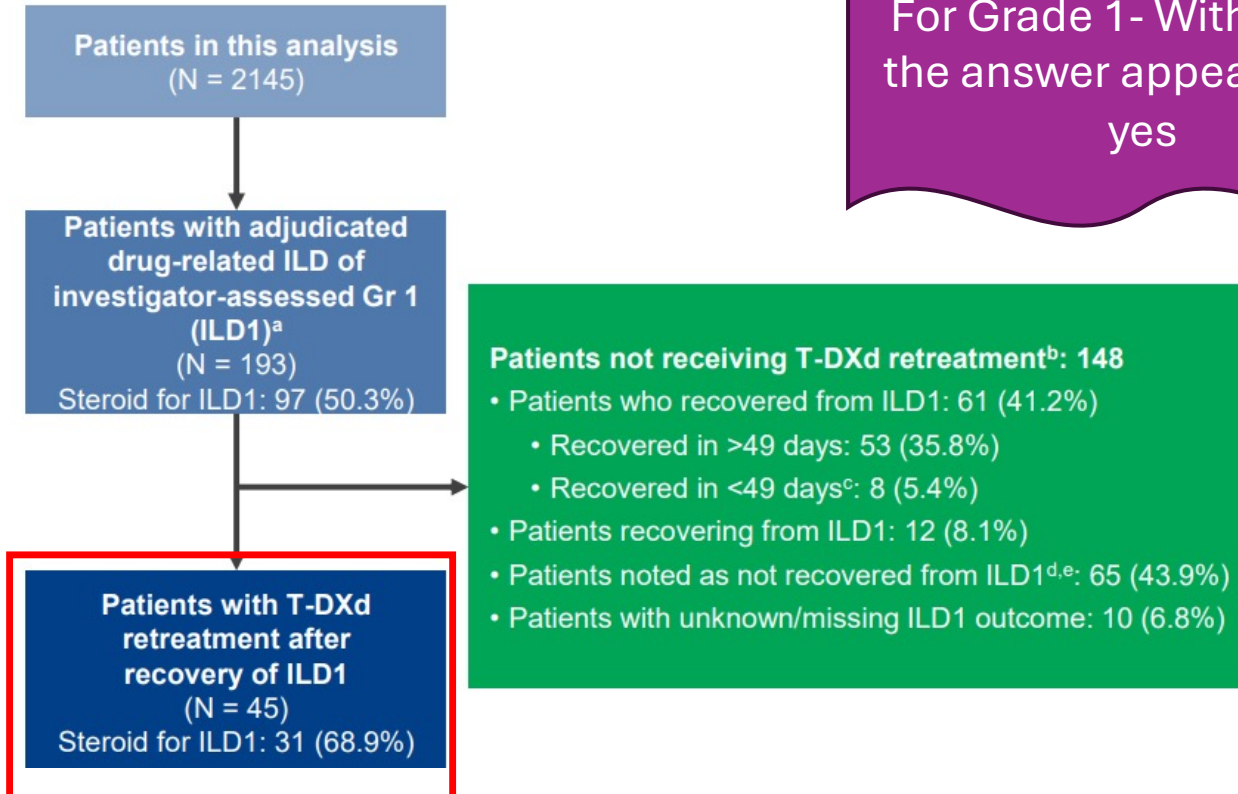 Patients in this analysis
(N = 2145)
For Grade 1- With
the answer appea
yes
Patients with adjudicated
drug-related ILD of
investigator-assessed Gr 1
(ILD1)ᵃ
(N = 193)
Steroid for ILD1: 97 (50.3%)
Patients not receiving T-DXd retreatmentᵇ: 148
• Patients who recovered from ILD1: 61 (41.2%)
• Recovered in >49 days: 53 (35.8%)
• Recovered in <49 daysᶜ: 8 (5.4%)
• Patients recovering from ILD1: 12 (8.1%)
• Patients noted as not recovered from ILD1ᵈ,ᵉ: 65 (43.9%)
• Patients with unknown/missing ILD1 outcome: 10 (6.8%)
Patients with T-DXd
retreatment after
recovery of ILD1
(N = 45)
Steroid for ILD1: 31 (68.9%)